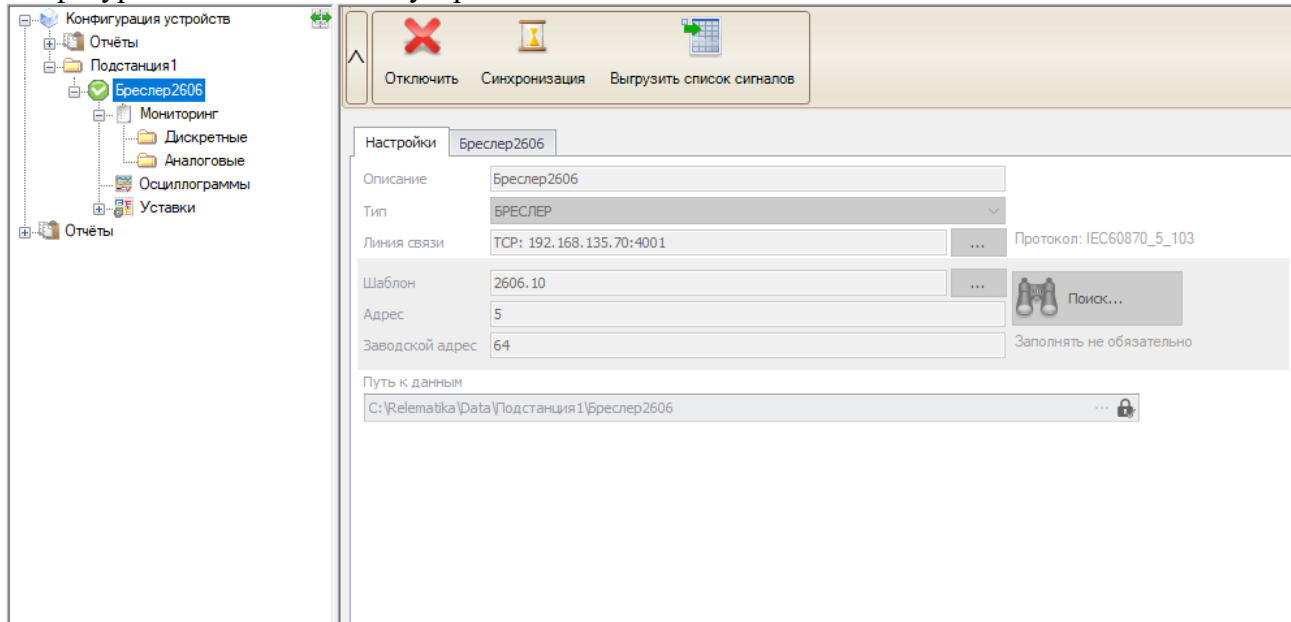 Конфигурация устройств
Отчёты
Подстанция1
Бреслер2606
Мониторинг
Дискретные
Аналоговые
Осциллограммы
Уставки
Отчёты
Отключить Синхронизация Выгрузить список сигналов
Настройки Бреслер2606
Описание Бреслер2606
Тип БРЕСЛЕР
Линия связи TCP: 192.168.135.70:4001 ... Протокол: IEC60870_5_103
Шаблон 2606.10 ... Поиск...
Адрес 5
Заводской адрес 64 Заполнять не обязательно
Путь к данным
C:\Relematika\Data\Подстанция1\Бреслер2606 ...